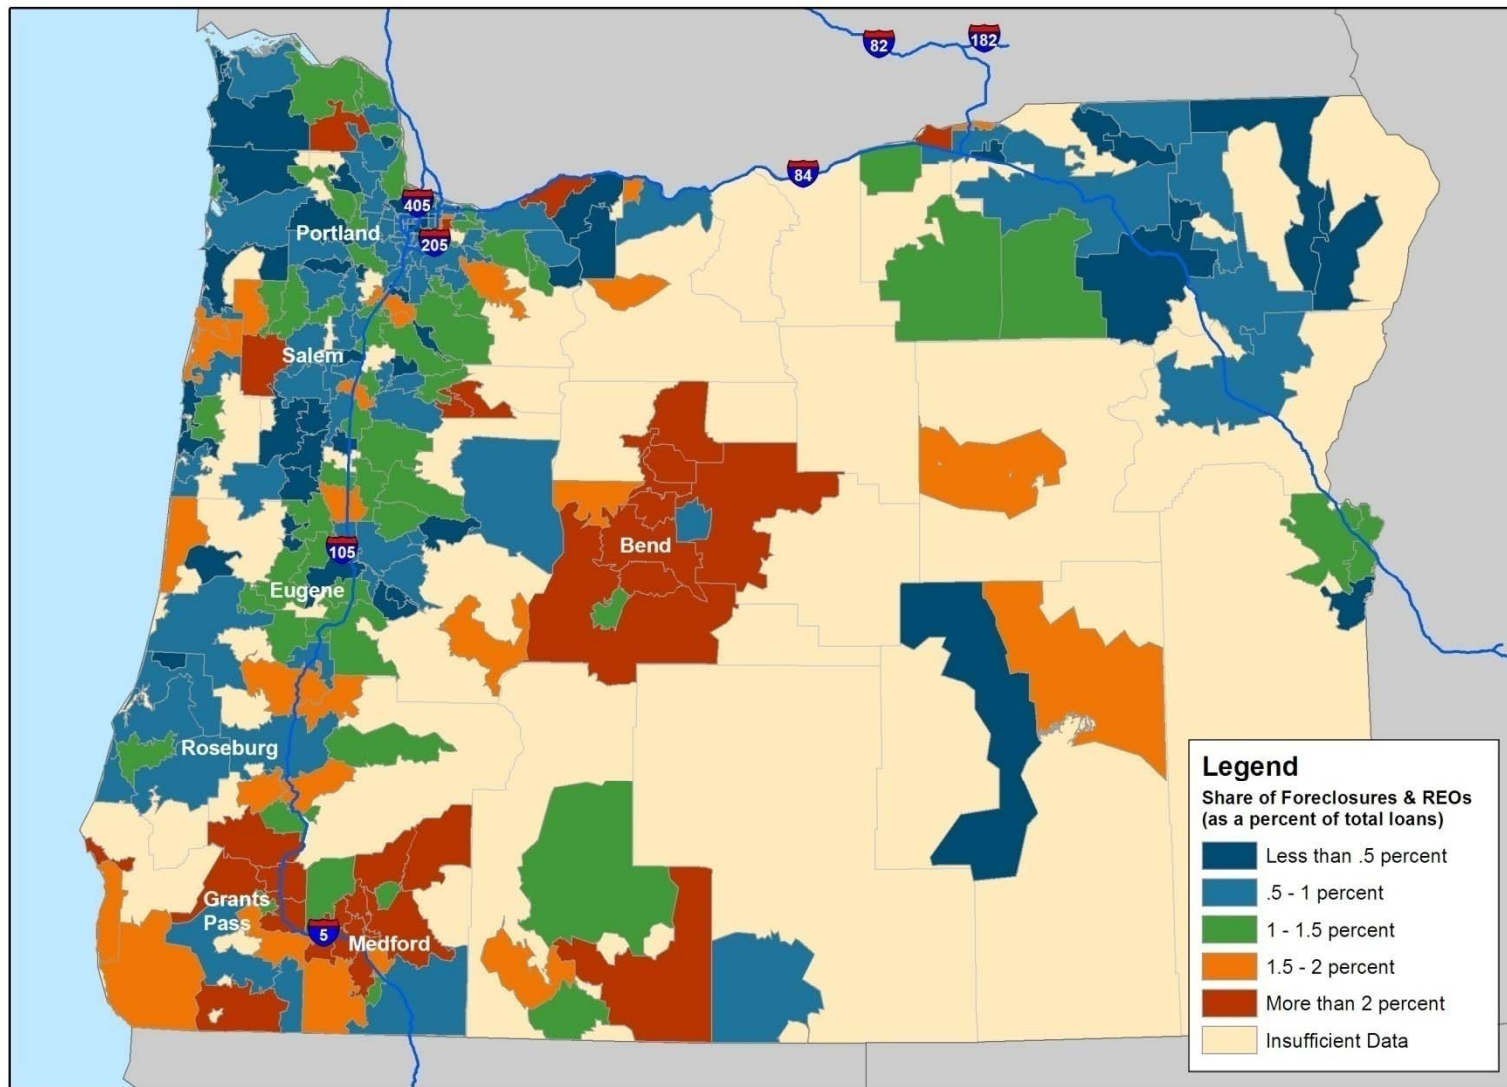 82
182
84
405
Portland
205
Salem
Bend
105
Eugene
Roseburg
Grants
Pass
5
Medford
Legend
Share of Foreclosures & REOs
(as a percent of total loans)
Less than .5 percent
.5 - 1 percent
1 - 1.5 percent
1.5 - 2 percent
More than 2 percent
Insufficient Data